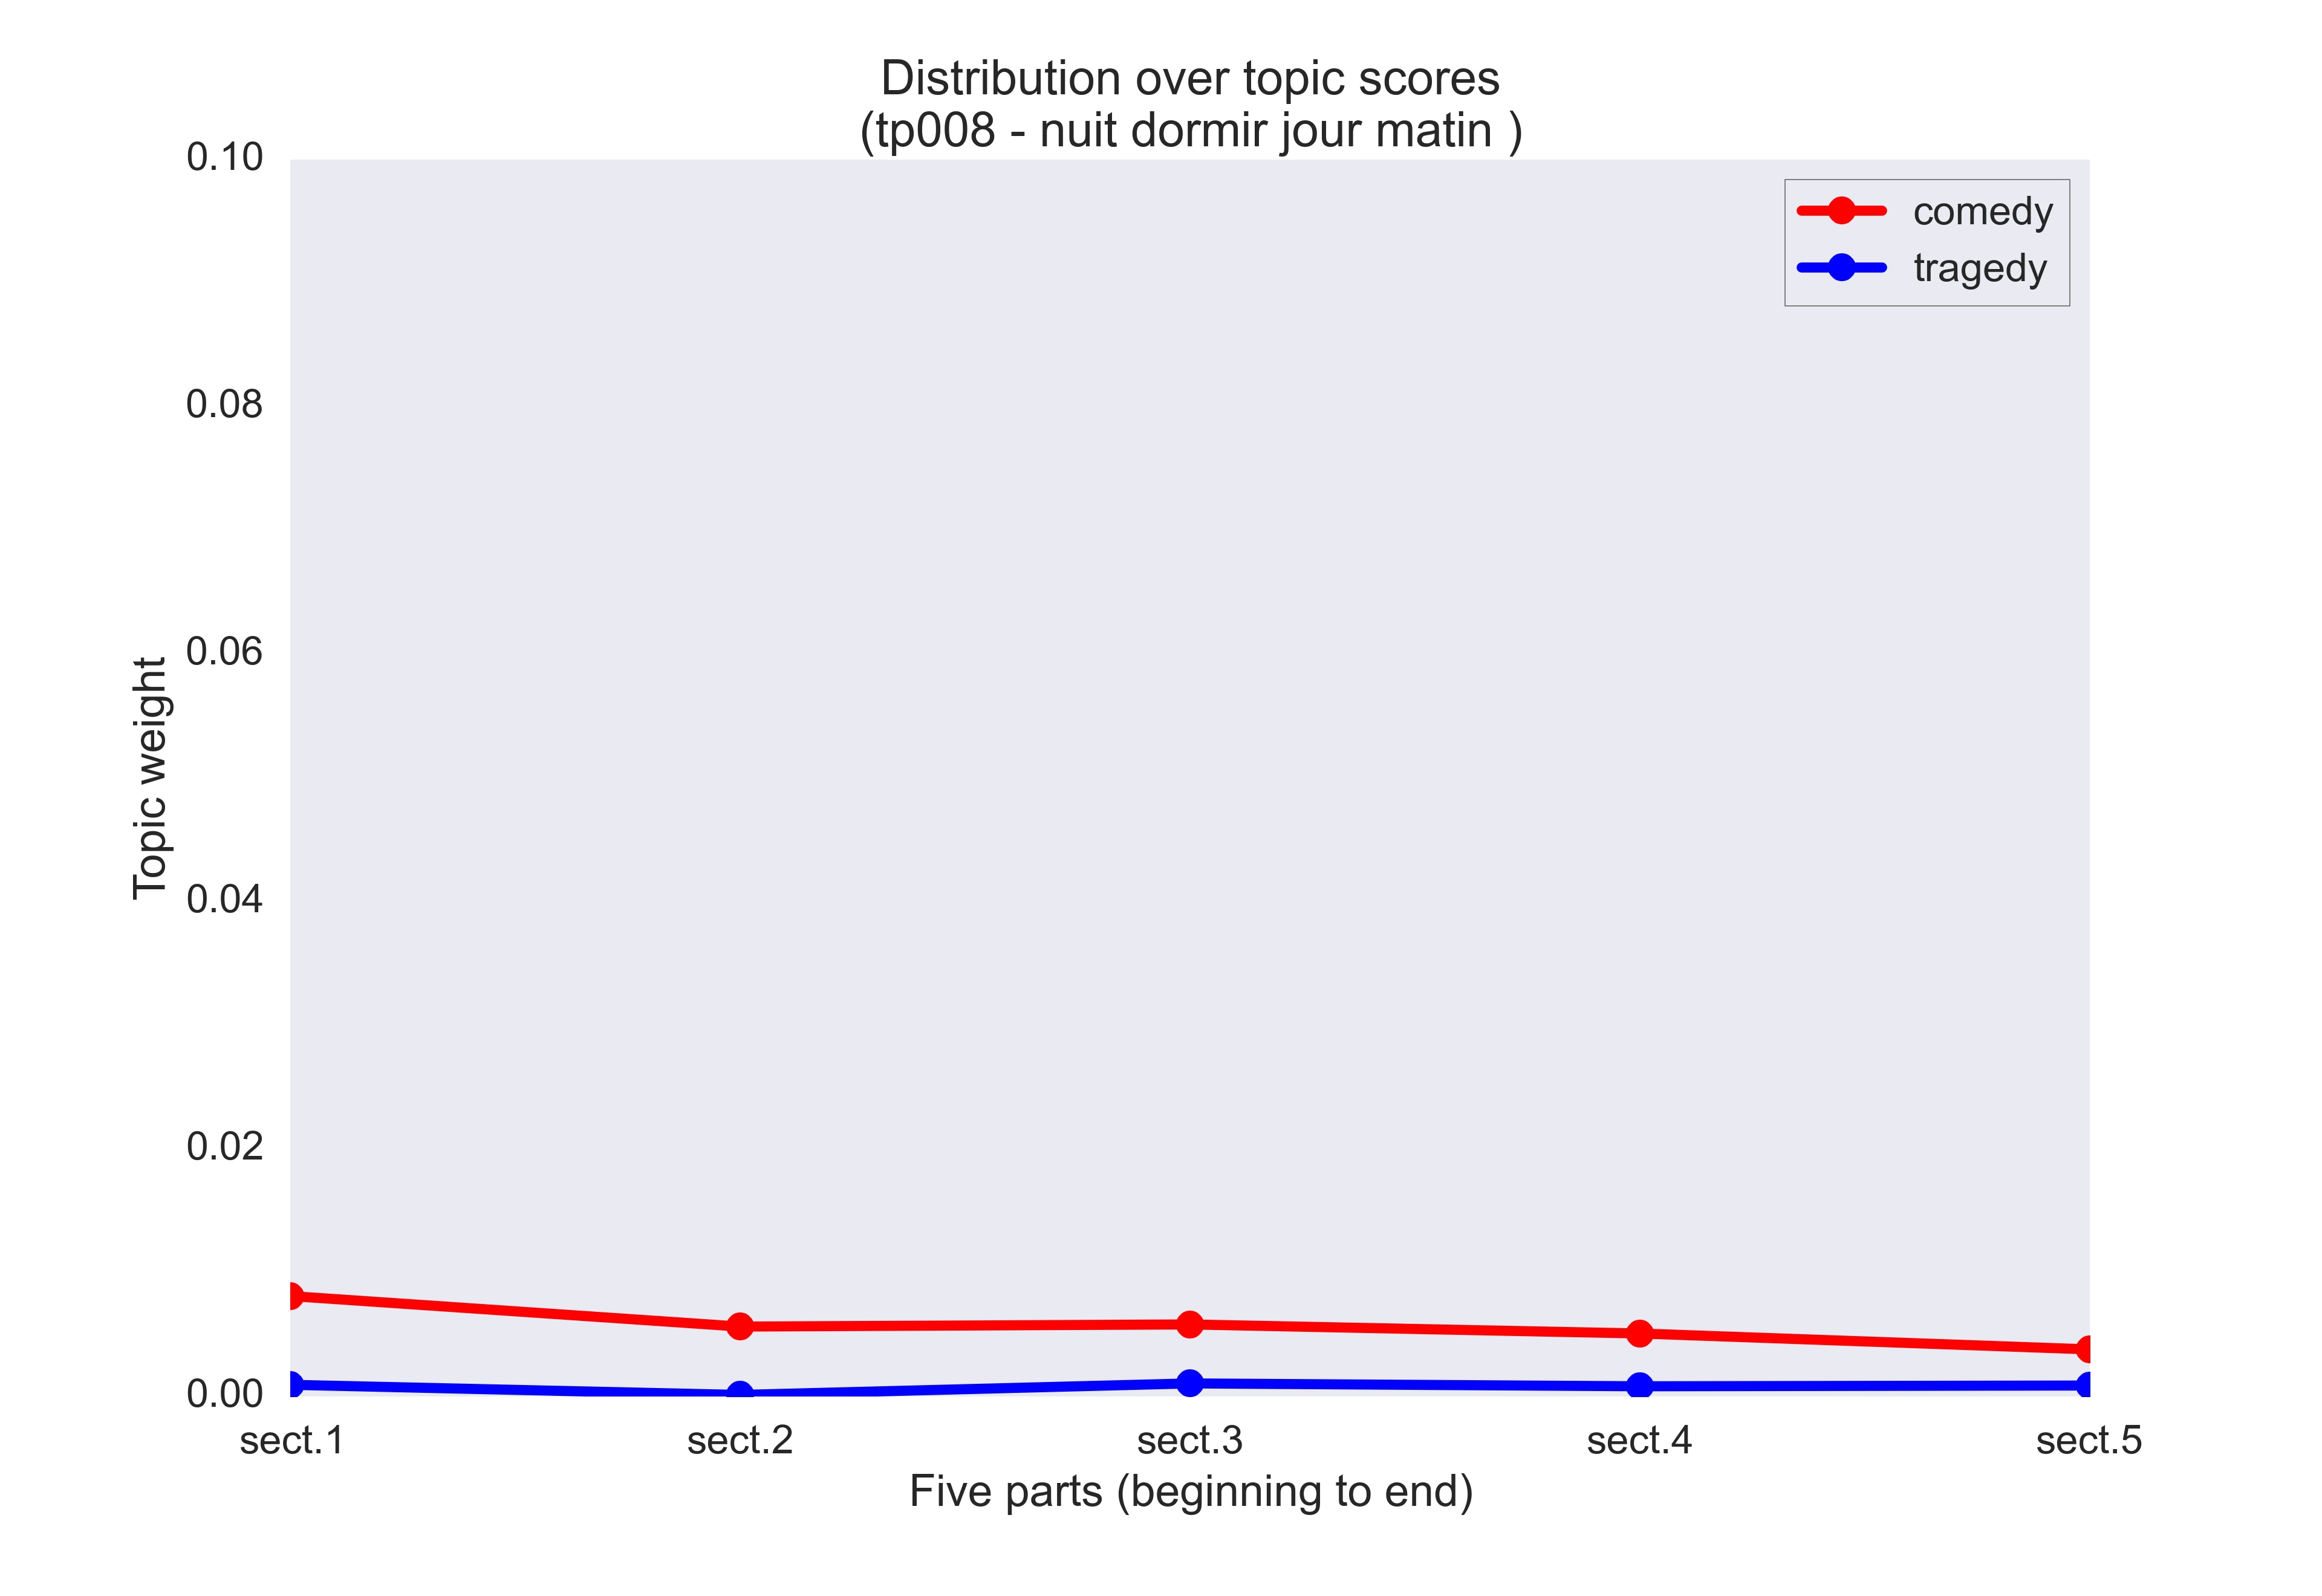 Distribution over topic scores
(tp008 - nuit dormir jour matin )
comedy
tragedy
Topic weight
0.10
0.08
0.06
0.04
0.02
0.00
sect.1
sect.2
sect.3
sect.4
sect.5
Five parts (beginning to end)